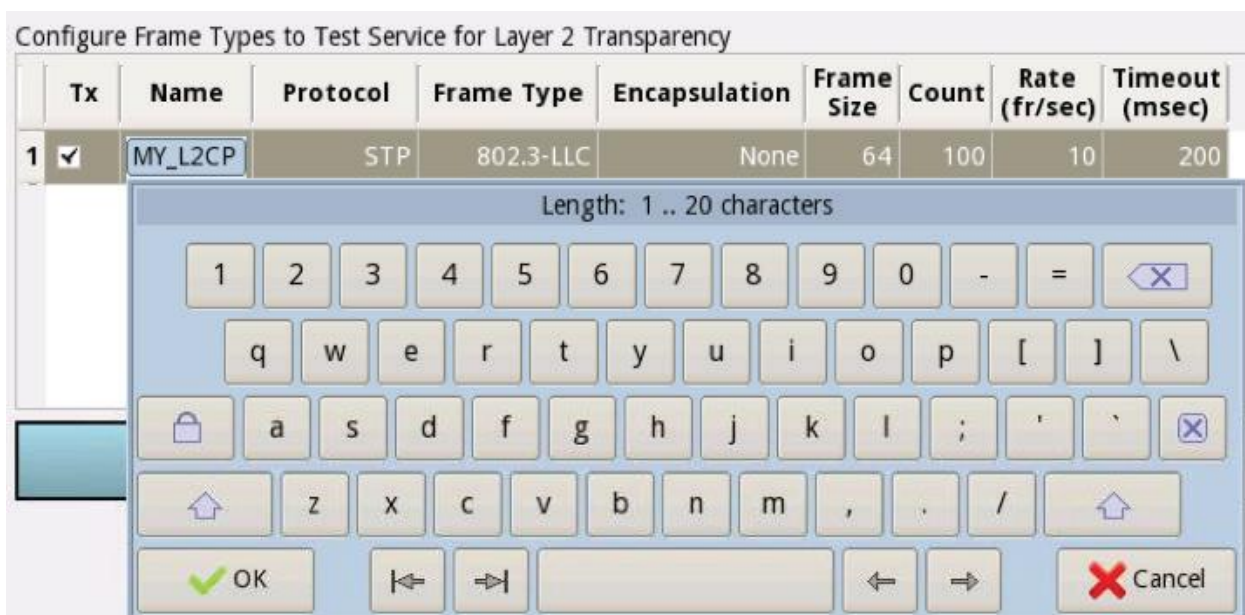 Configure Frame Types to Test Service for Layer 2 Transparency
Tx Name Protocol Frame Type Encapsulation Frame Size Count Rate (fr/sec) Timeout (msec)
1 MY_L2CP STP 802.3-LLC None 64 100 10 200
Length: 1 .. 20 characters
1 2 3 4 5 6 7 8 9 0 - =
q w e r t y u i o p [ ] \
a s d f g h j k l ; ' `
z x c v b n m , . /
OK Cancel